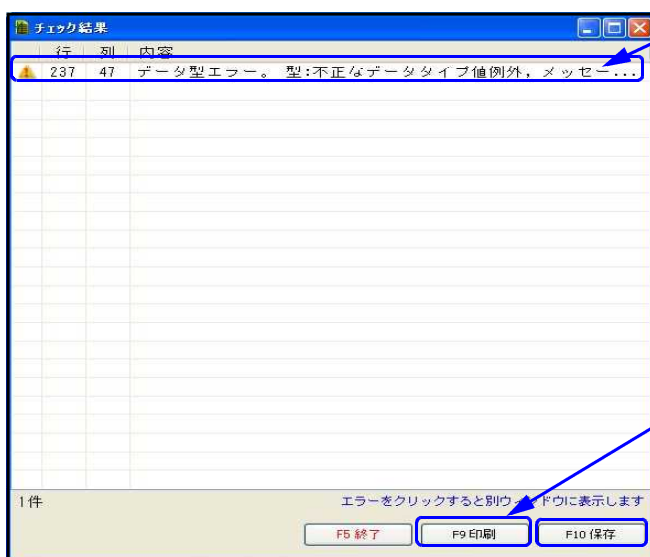 チェック結果
行 列 内容
237 47 データ型エラー。 型:不正なデータタイプ値例外，メッセー...
1件 エラーをクリックすると別ウィンドウに表示します
F5 終了 F9 印刷 F10 保存